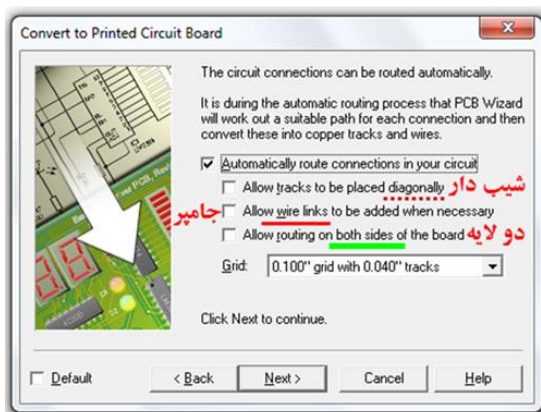 Convert to Printed Circuit Board
The circuit connections can be routed automatically.
It is during the automatic routing process that PCB Wizard
will work out a suitable path for each connection and then
convert these into copper tracks and wires.
Automatically route connections in your circuit
Allow tracks to be placed diagonally شیب دار
جامپر Allow wire links to be added when necessary
Allow routing on both sides of the board دو لایه
Grid: 0.100" grid with 0.040" tracks
Click Next to continue.
Default < Back Next > Cancel Help